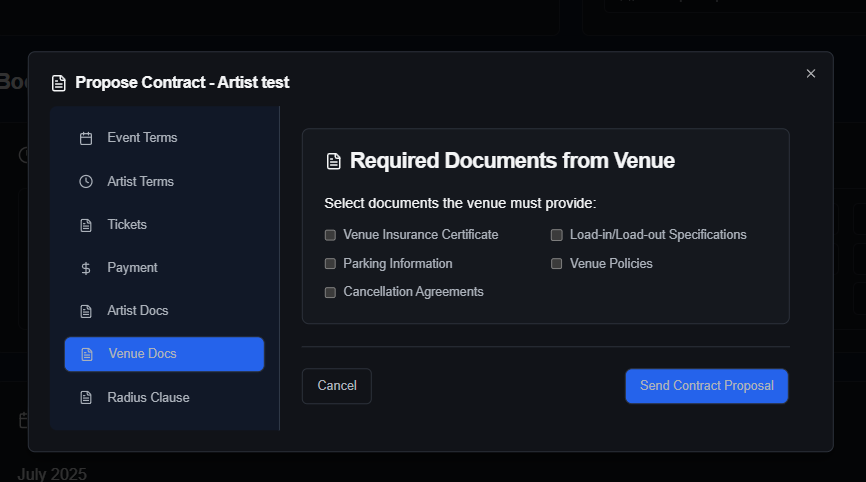 Propose Contract - Artist test
Event Terms
Artist Terms
Tickets
Payment
Artist Docs
Venue Docs
Radius Clause
Required Documents from Venue
Select documents the venue must provide:
Venue Insurance Certificate
Load-in/Load-out Specifications
Parking Information
Venue Policies
Cancellation Agreements
Cancel
Send Contract Proposal
July 2025